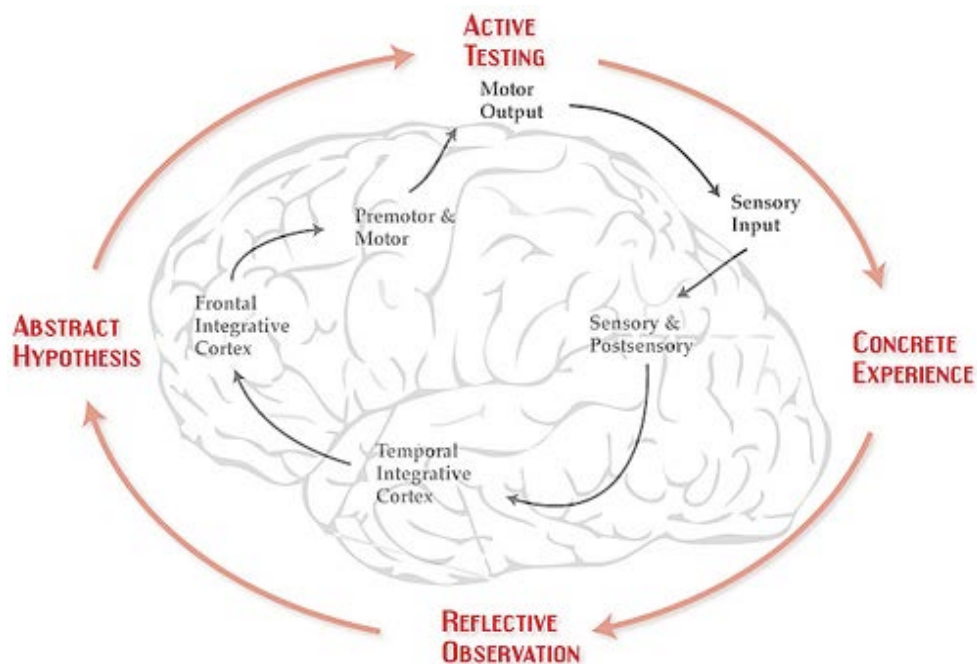 ACTIVE
TESTING
Motor
Output
Sensory
Input
Premotor &
Motor
Frontal
Integrative
Cortex
Sensory &
Postsensory
ABSTRACT
HYPOTHESIS
CONCRETE
EXPERIENCE
Temporal
Integrative
Cortex
REFLECTIVE
OBSERVATION